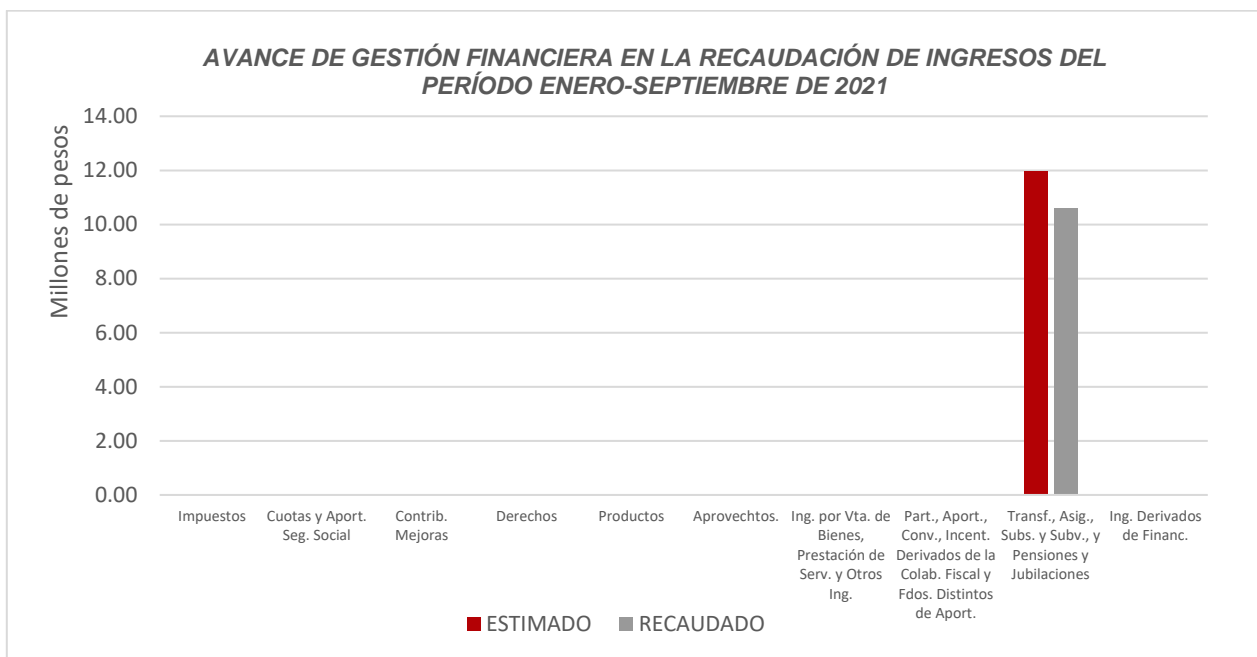 AVANCE DE GESTIÓN FINANCIERA EN LA RECAUDACIÓN DE INGRESOS DEL
PERÍODO ENERO-SEPTIEMBRE DE 2021
Millones de pesos
14.00
12.00
10.00
8.00
6.00
4.00
2.00
0.00
Impuestos
Cuotas y Aport.
Seg. Social
Contrib.
Mejoras
Derechos
Productos
Aprovechtos.
Ing. por Vta. de
Bienes,
Prestación de
Serv. y Otros
Ing.
Part., Aport.,
Conv., Incent.
Derivados de la
Colab. Fiscal y
Fdos. Distintos
de Aport.
Transf., Asig.,
Subs. y Subv., y
Pensiones y
Jubilaciones
Ing. Derivados
de Financ.
ESTIMADO
RECAUDADO